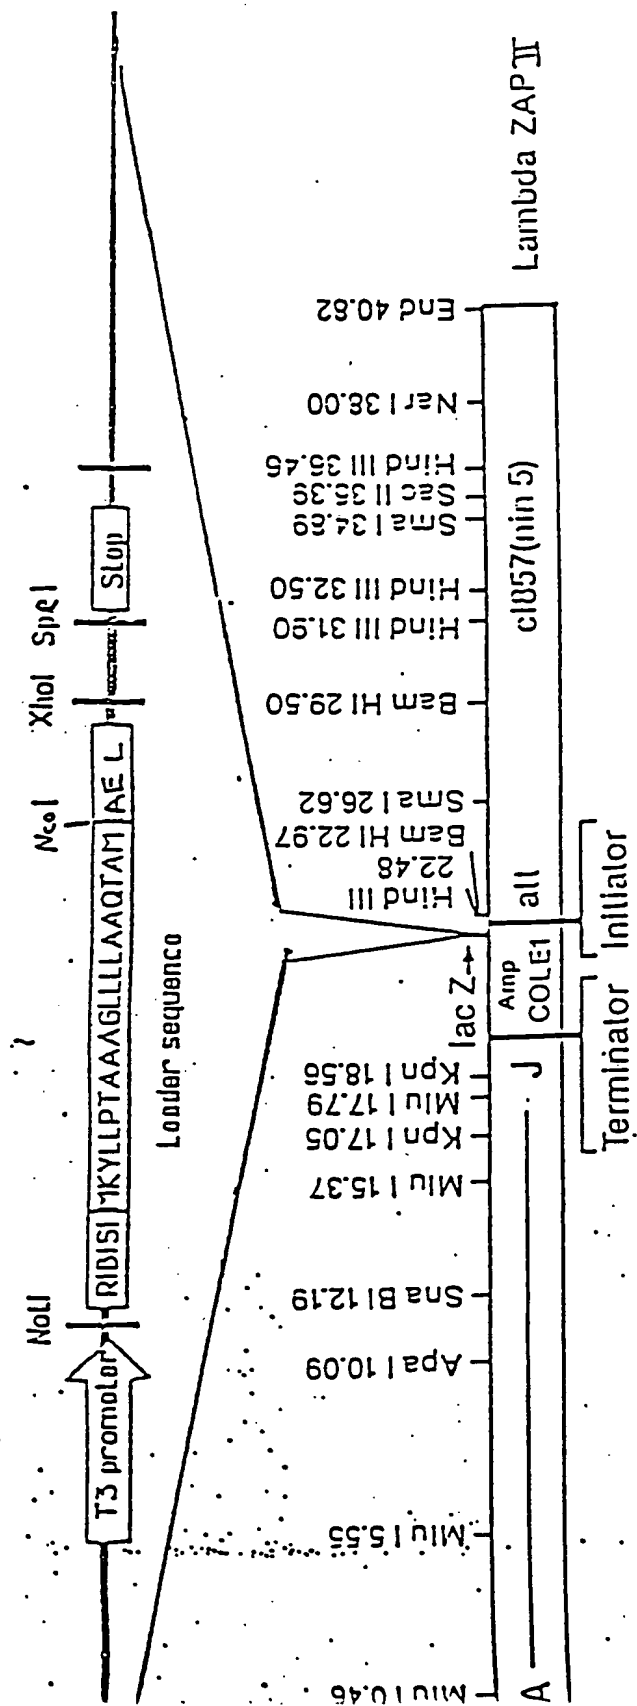 NotI NcoI XhoI SpeI
T3 promoter RIBISI MKYLLPTAAAGLLLLAAQTAM AE L Stop
Leader sequence
Mlu I 0.46
Mlu I 5.55
Apa I 10.09
Sna BI 12.19
Mlu I 15.37
Kpn I 17.05
Mlu I 17.79
Kpn I 18.56
lac Z→
Hind III
22.48
Bam HI 22.97
Sma I 26.62
Bam HI 29.50
Hind III 31.90
Hind III 32.50
Sma I 34.89
Sac II 35.39
Hind III 35.45
Nar I 38.00
End 40.82
A J Amp att cI857(nin 5) Lambda ZAP II
COLE1
Terminator Initiator